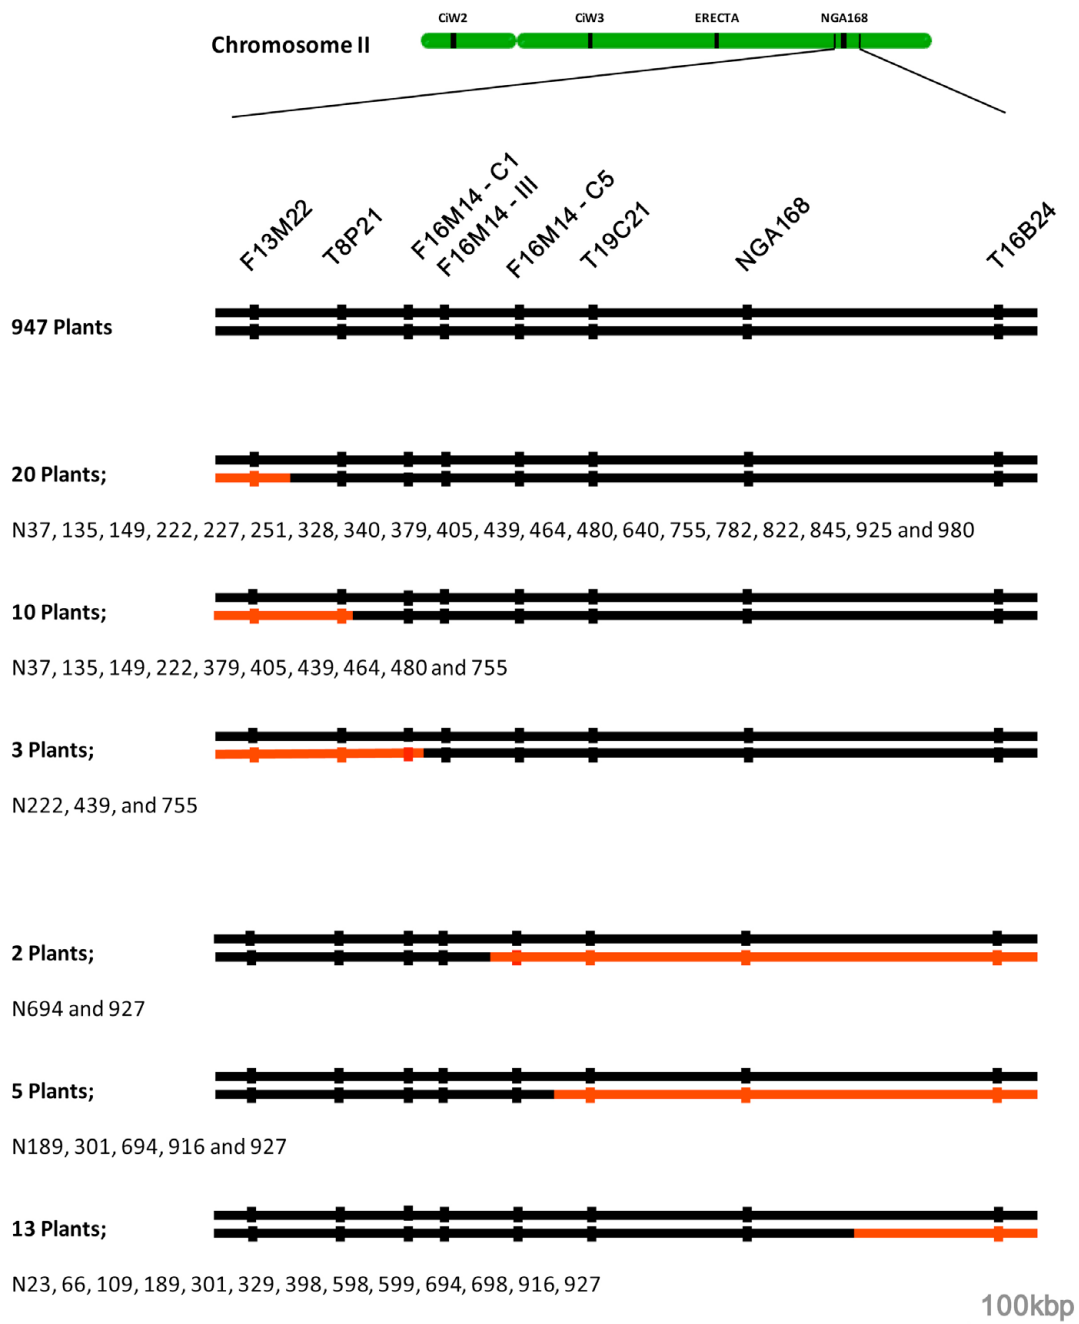 CiW2 CiW3 ERECTA NGA168
Chromosome II
F13M22 T8P21 F16M14 - C1 F16M14 - III F16M14 - C5 T19C21 NGA168 T16B24
947 Plants
20 Plants;
N37, 135, 149, 222, 227, 251, 328, 340, 379, 405, 439, 464, 480, 640, 755, 782, 822, 845, 925 and 980
10 Plants;
N37, 135, 149, 222, 379, 405, 439, 464, 480 and 755
3 Plants;
N222, 439, and 755
2 Plants;
N694 and 927
5 Plants;
N189, 301, 694, 916 and 927
13 Plants;
N23, 66, 109, 189, 301, 329, 398, 598, 599, 694, 698, 916, 927
100kbp